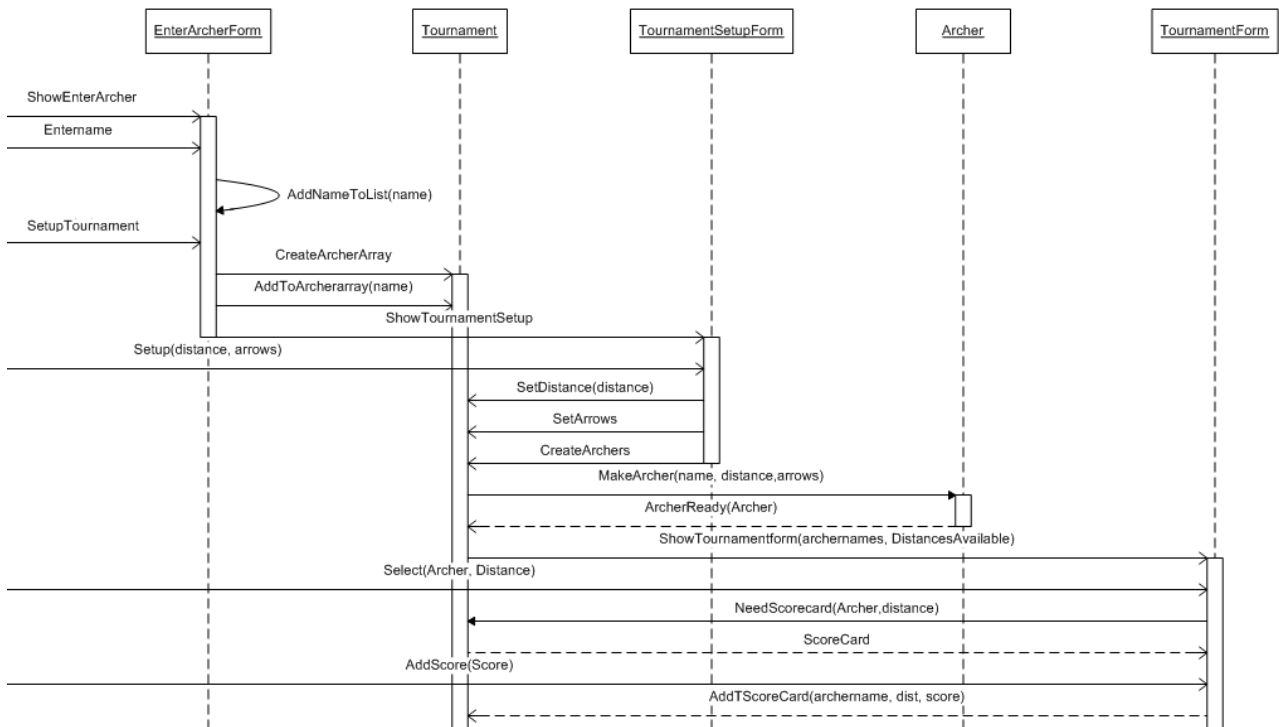 EnterArcherForm
Tournament
TournamentSetupForm
Archer
TournamentForm
ShowEnterArcher
Entername
AddNameToList(name)
SetupTournament
CreateArcherArray
AddToArcherarray(name)
ShowTournamentSetup
Setup(distance, arrows)
SetDistance(distance)
SetArrows
CreateArchers
MakeArcher(name, distance,arrows)
ArcherReady(Archer)
ShowTournamentform(archernames, DistancesAvailable)
Select(Archer, Distance)
NeedScorecard(Archer,distance)
ScoreCard
AddScore(Score)
AddTScoreCard(archername, dist, score)